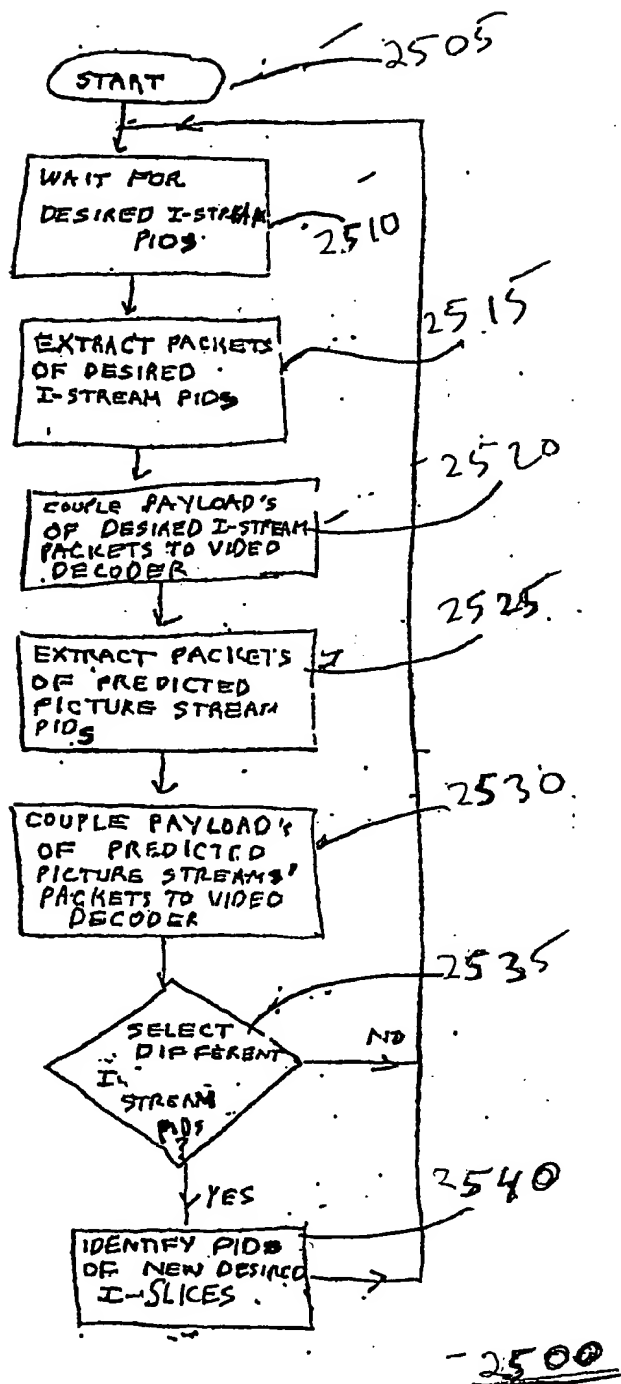 2505
START
WAIT FOR
DESIRED I-STREAM
PIDS
2510
2515
EXTRACT PACKETS
OF DESIRED
I-STREAM PIDS
2520
COUPLE PAYLOAD'S
OF DESIRED I-STREAM
PACKETS TO VIDEO
DECODER
2525
EXTRACT PACKETS
OF PREDICTED
PICTURE STREAM
PIDS
2530
COUPLE PAYLOAD'S
OF PREDICTED
PICTURE STREAMS'
PACKETS TO VIDEO
DECODER
2535
SELECT
DIFFERENT
I-
STREAM
PIDS
?
NO
YES
2540
IDENTIFY PIDS
OF NEW DESIRED
I-SLICES.
2500